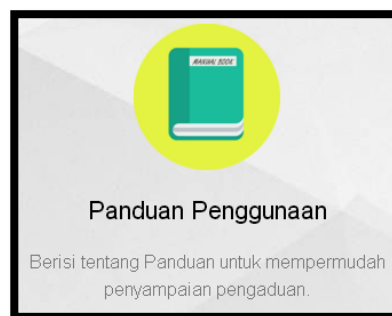 MANUAL BOOK
Panduan Penggunaan
Berisi tentang Panduan untuk mempermudah
penyampaian pengaduan.